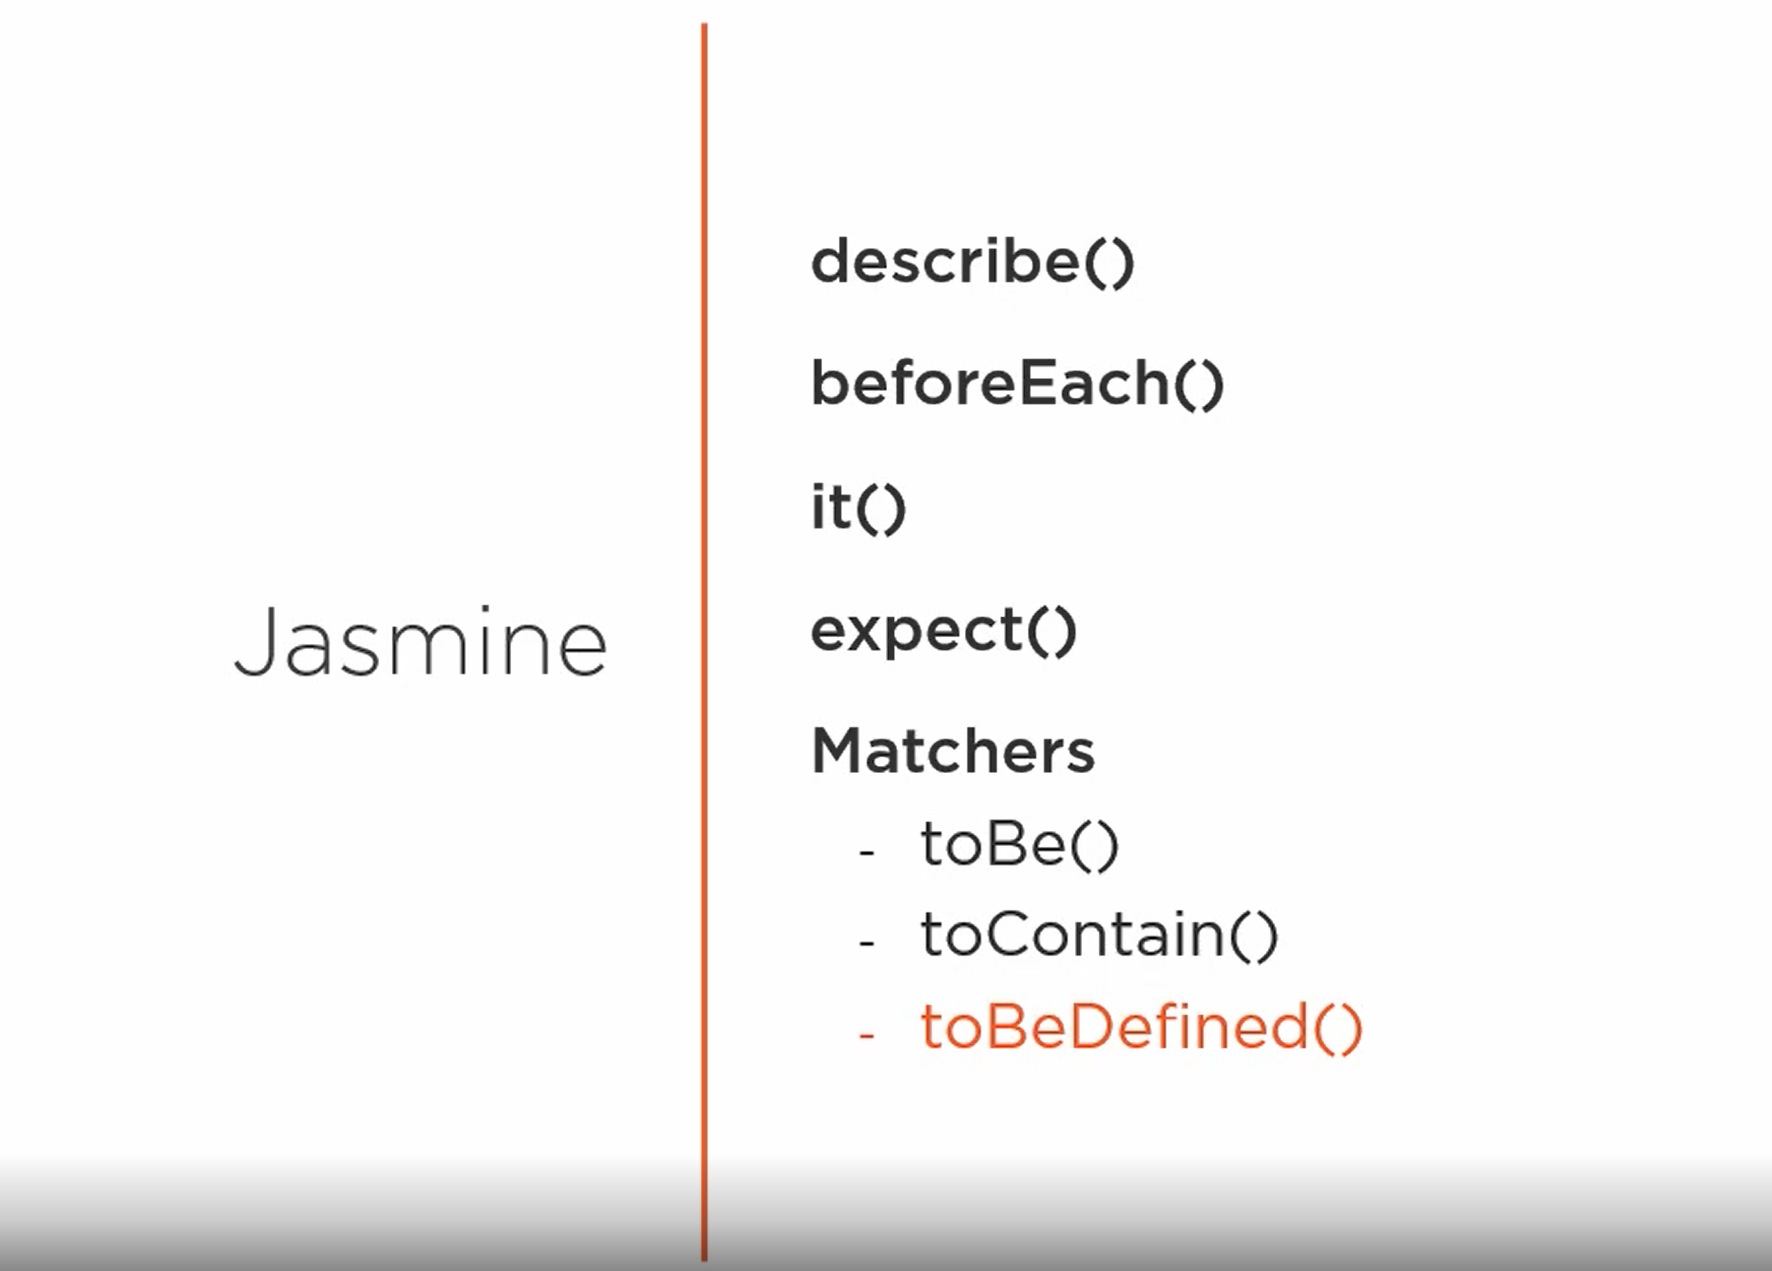 Jasmine
describe()
beforeEach()
it()
expect()
Matchers
- toBe()
- toContain()
- toBeDefined()